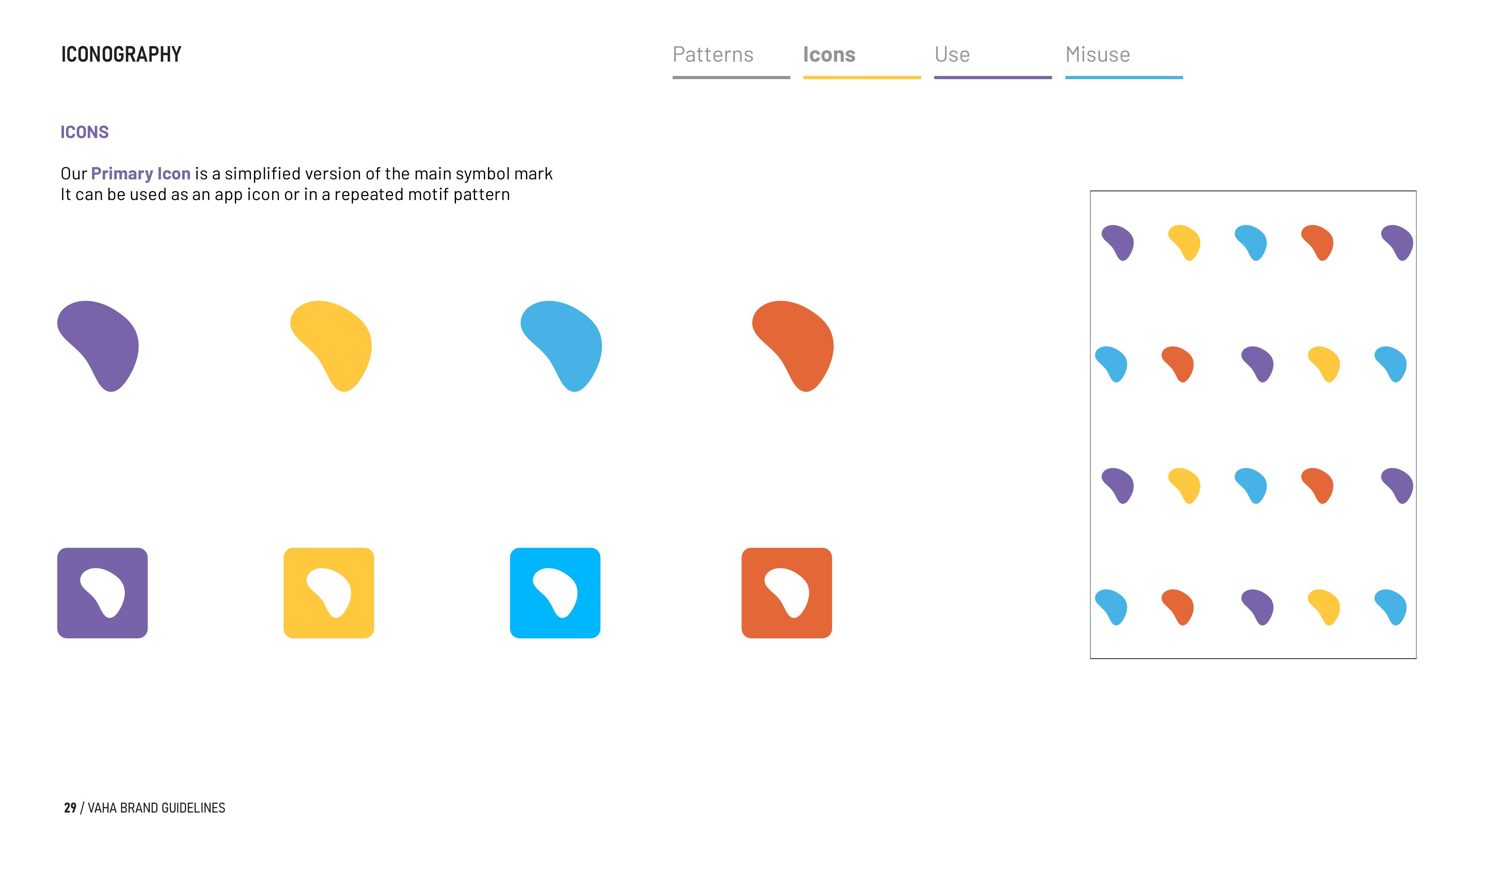 ICONOGRAPHY
Patterns Icons Use Misuse
ICONS
Our Primary Icon is a simplified version of the main symbol mark
It can be used as an app icon or in a repeated motif pattern
29 / VAHA BRAND GUIDELINES